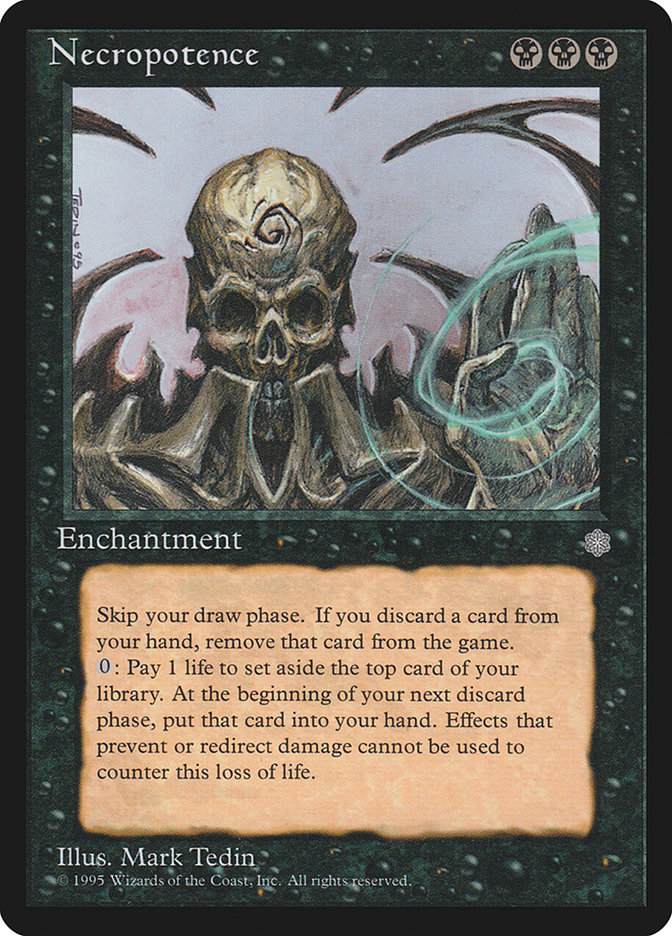 Necropotence
Enchantment
Skip your draw phase. If you discard a card from
your hand, remove that card from the game.
0: Pay 1 life to set aside the top card of your
library. At the beginning of your next discard
phase, put that card into your hand. Effects that
prevent or redirect damage cannot be used to
counter this loss of life.
Illus. Mark Tedin
© 1995 Wizards of the Coast, Inc. All rights reserved.